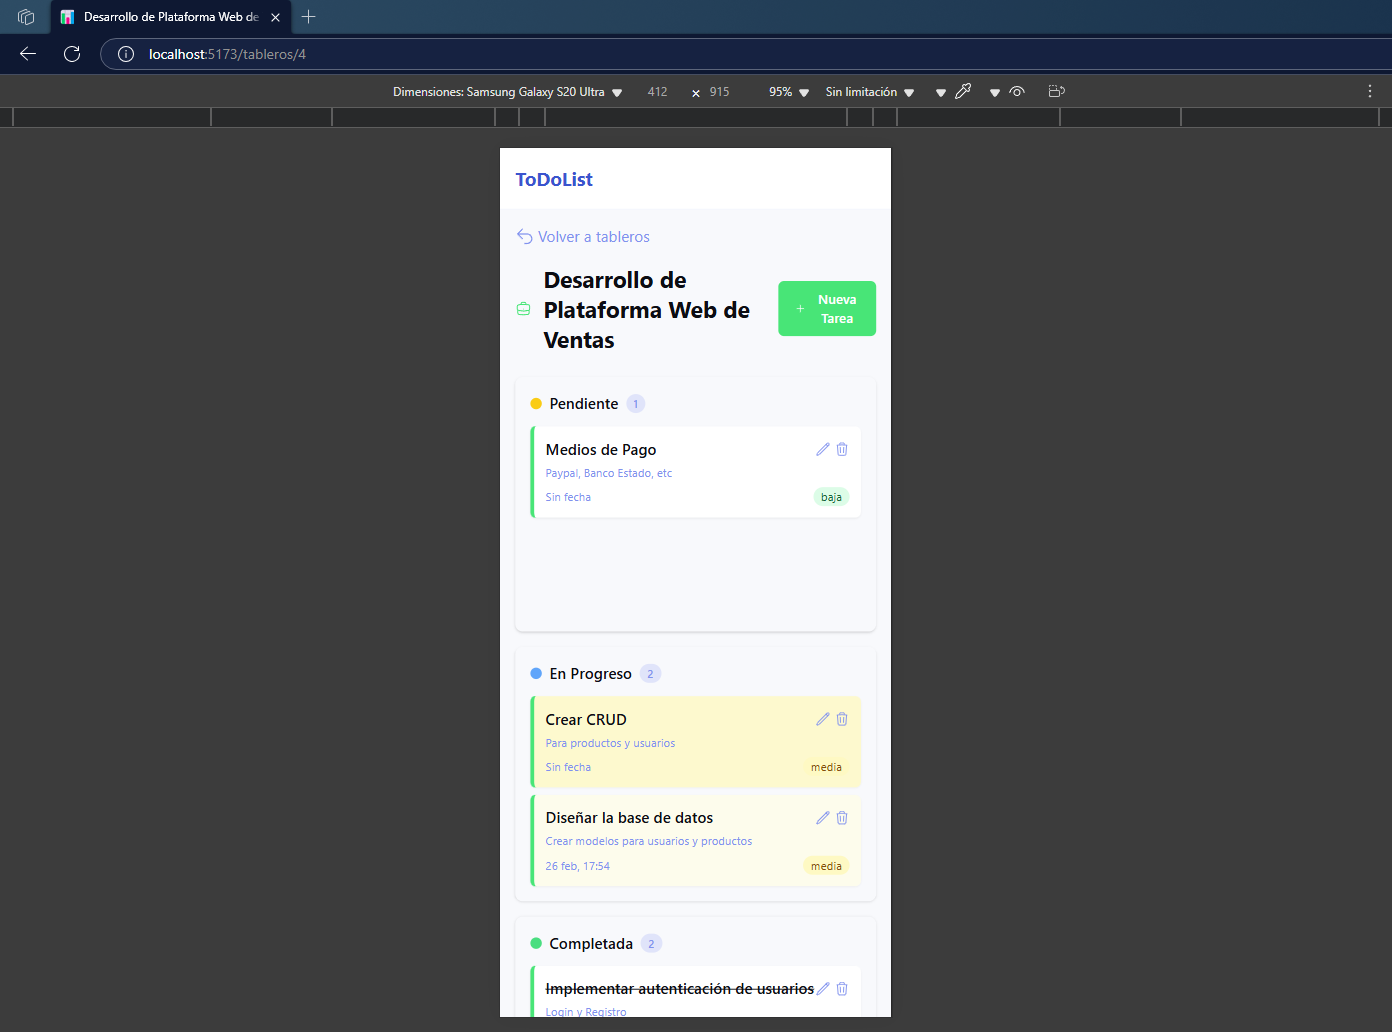 Desarrollo de Plataforma Web de
localhost:5173/tableros/4
Dimensiones: Samsung Galaxy S20 Ultra 412 × 915 95% Sin limitación
ToDoList
Volver a tableros
Desarrollo de
Plataforma Web de
Ventas
+ Nueva
Tarea
Pendiente 1
Medios de Pago
Paypal, Banco Estado, etc
Sin fecha baja
En Progreso 2
Crear CRUD
Para productos y usuarios
Sin fecha media
Diseñar la base de datos
Crear modelos para usuarios y productos
26 feb, 17:54 media
Completada 2
Implementar autenticación de usuarios
Login y Registro